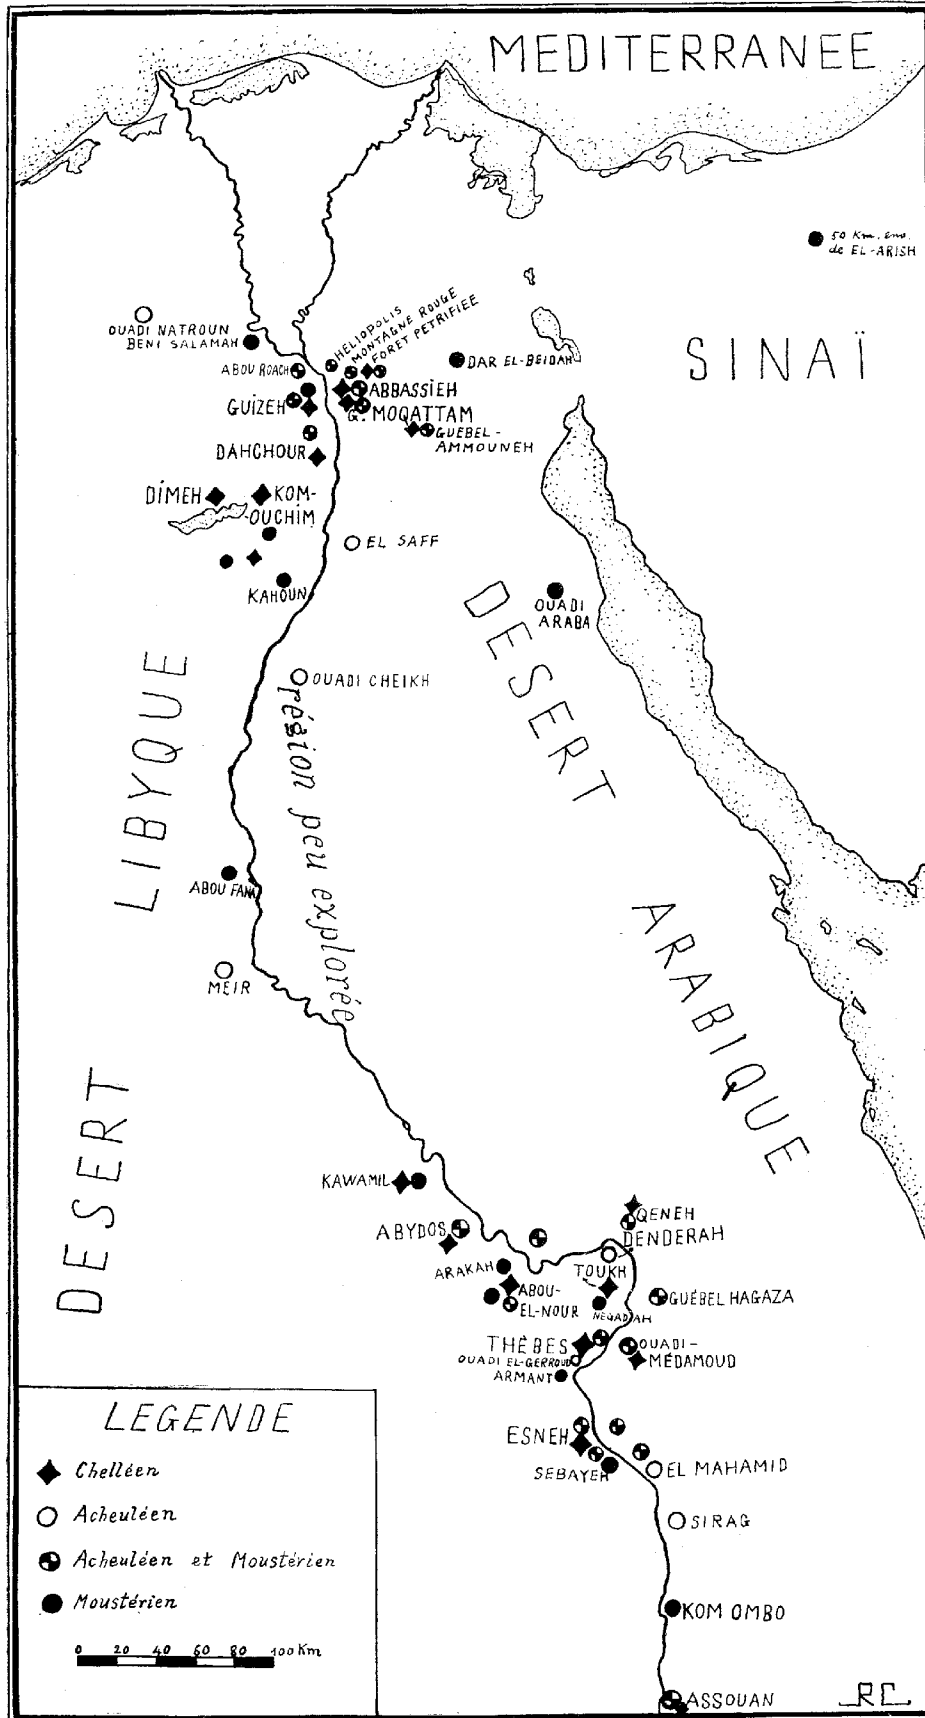 MEDITERRANEE
50 Km. env.
de EL-ARISH
OUADI NATROUN
BENI SALAMAH
HELIOPOLIS
MONTAGNE ROUGE
FORET PETRIFIEE
DAR EL-BEIDAH
SINAÏ
ABOU ROACH
ABBASSIEH
GUÏZEH
G. MOQATTAM
GUEBEL-
AMMOUNEH
DAHCHOUR
DÏMEH
KOM-
-OUCHIM
EL SAFF
KAHOUN
OUADI
ARABA
DESERT
ARABIQUE
OUADI CHEIKH
région peu explorée
LIBYQUE
DESERT
ABOU FANA
MEIR
KAWAMIL
ABYDOS
QENEH
DENDERAH
ARAKAH
TOUKH
ABOU-
EL-NOUR
NEGADAH
GUÉBEL HAGAZA
THÈBES
OUADI-
MÉDAMOUD
OUADI EL-GERROUD
ARMANT
ESNEH
SEBAYEH
EL MAHAMID
SIRAG
KOM OMBO
ASSOUAN
RC
LEGENDE
Chelléen
Acheuléen
Acheuléen et Moustérien
Moustérien
0 20 40 60 80 100 Km